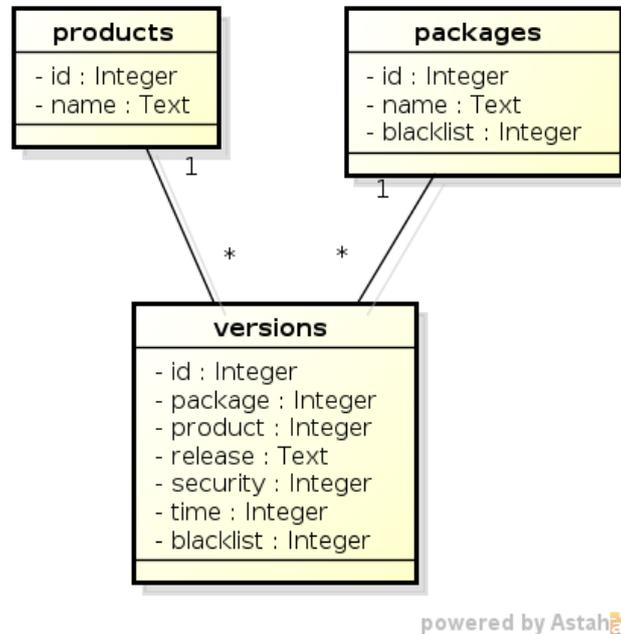 products
- id : Integer
- name : Text
packages
- id : Integer
- name : Text
- blacklist : Integer
1
1
*
*
versions
- id : Integer
- package : Integer
- product : Integer
- release : Text
- security : Integer
- time : Integer
- blacklist : Integer
powered by Astah